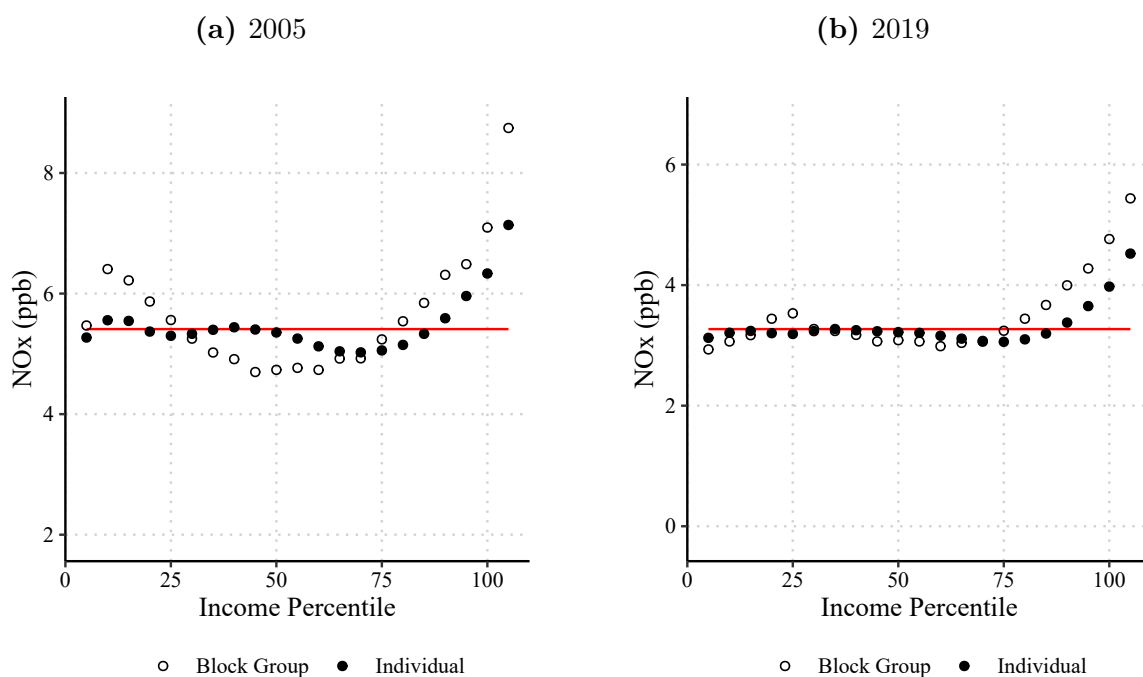 (a) 2005
8
6
4
2
NOx (ppb)
0 25 50 75 100
Income Percentile
Block Group Individual
(b) 2019
6
4
2
0
NOx (ppb)
0 25 50 75 100
Income Percentile
Block Group Individual